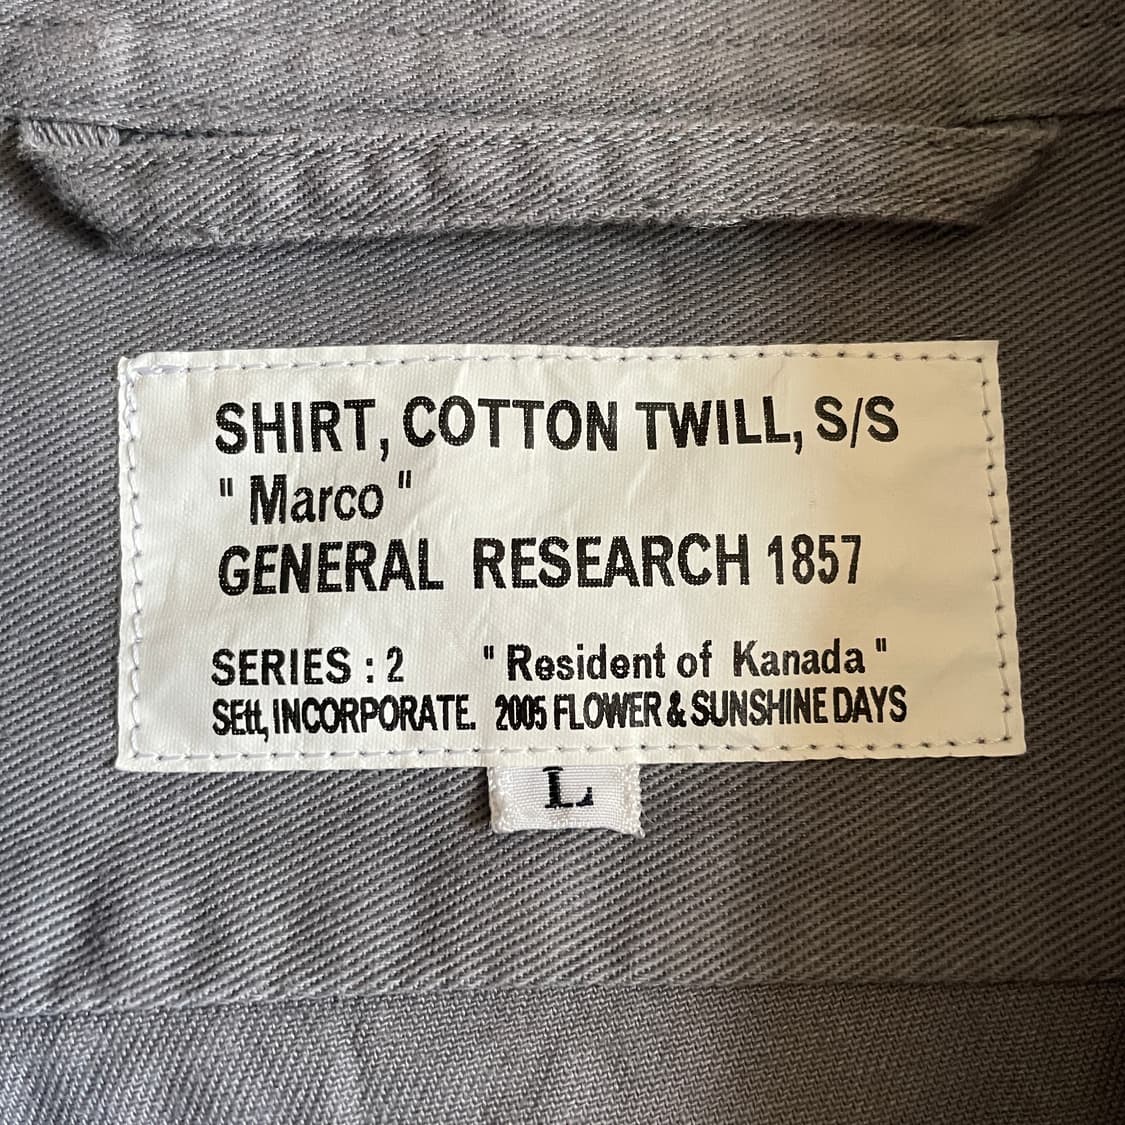 SHIRT, COTTON TWILL, S/S
" Marco "
GENERAL RESEARCH 1857
SERIES : 2 " Resident of Kanada "
SEtt, INCORPORATE. 2005 FLOWER & SUNSHINE DAYS
L